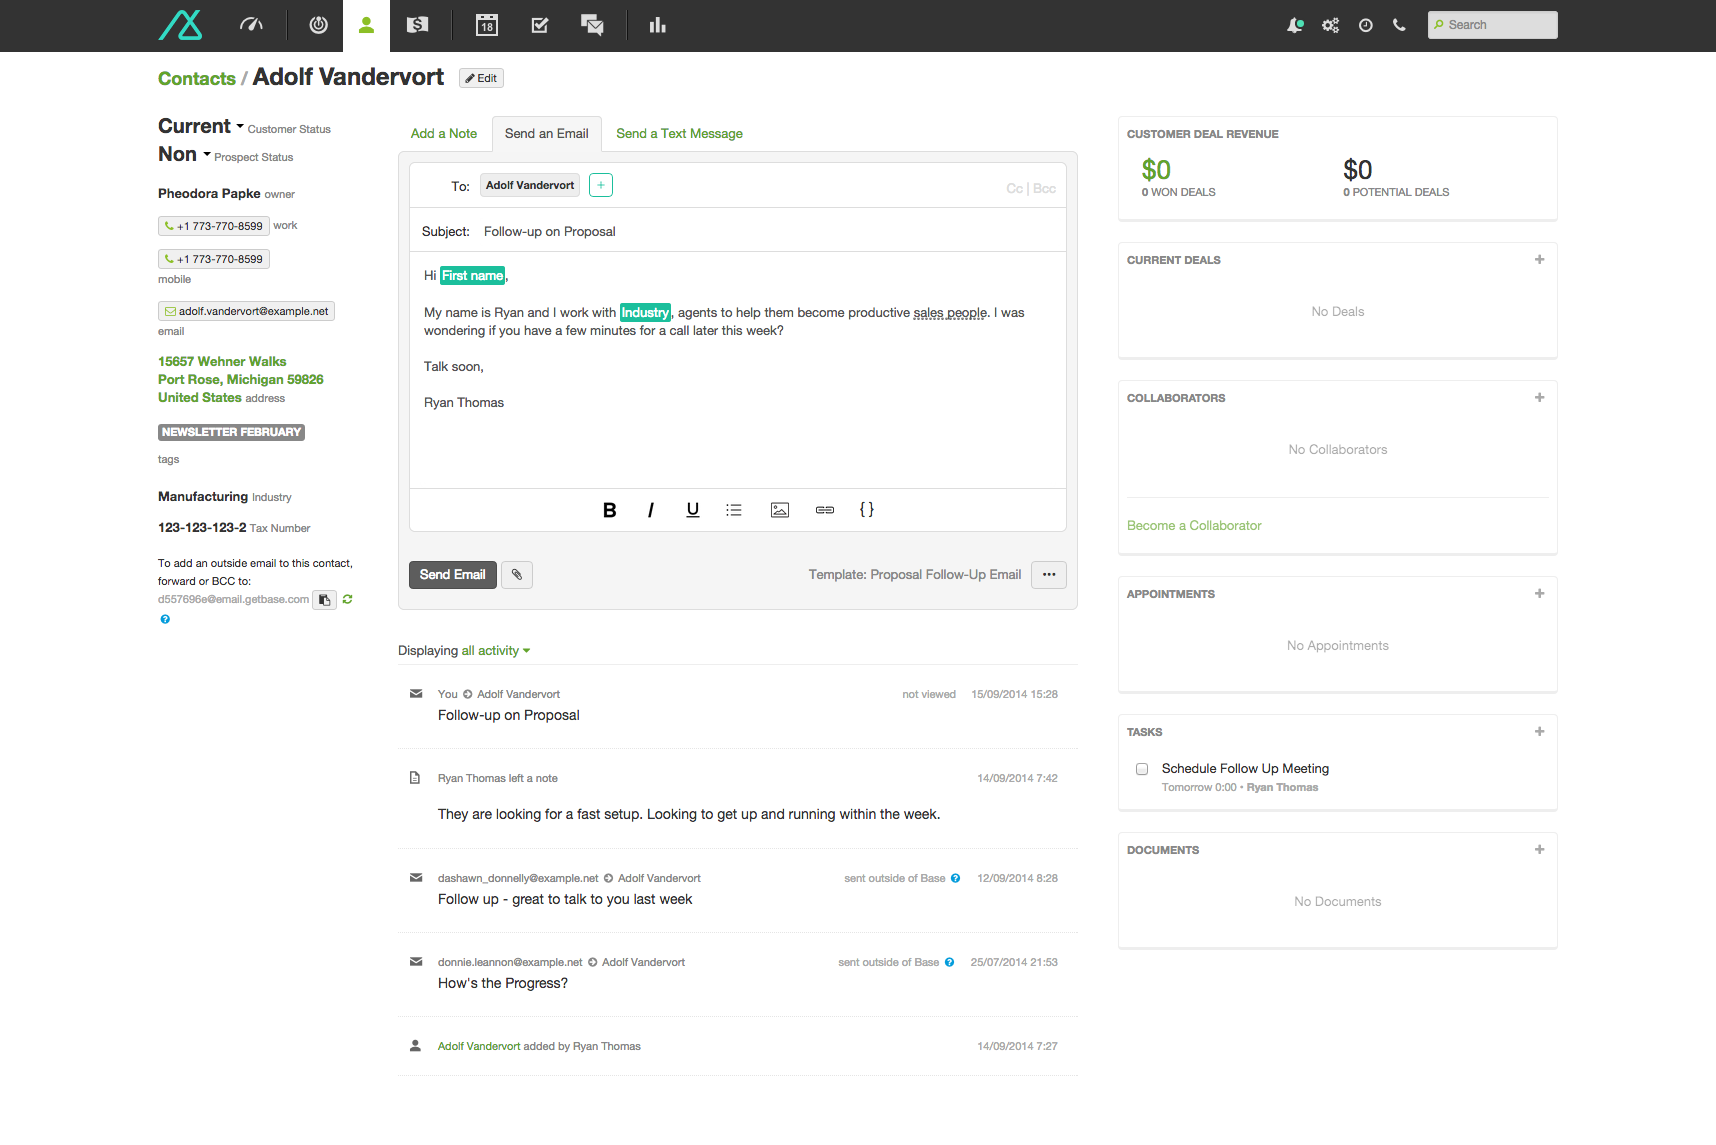 18
Search
Contacts / Adolf Vandervort
Edit
Current Customer Status
Non Prospect Status
Pheodora Papke owner
+1 773-770-8599 work
+1 773-770-8599
mobile
adolf.vandervort@example.net
email
15657 Wehner Walks
Port Rose, Michigan 59826
United States address
NEWSLETTER FEBRUARY
tags
Manufacturing Industry
123-123-123-2 Tax Number
To add an outside email to this contact,
forward or BCC to:
d557696e@email.getbase.com
?
Add a Note
Send an Email
Send a Text Message
To: Adolf Vandervort +
Cc | Bcc
Subject: Follow-up on Proposal
Hi First name,
My name is Ryan and I work with Industry, agents to help them become productive sales people. I was
wondering if you have a few minutes for a call later this week?
Talk soon,
Ryan Thomas
B I U { }
Send Email
Template: Proposal Follow-Up Email
•••
Displaying all activity
You Adolf Vandervort not viewed 15/09/2014 15:28
Follow-up on Proposal
Ryan Thomas left a note 14/09/2014 7:42
They are looking for a fast setup. Looking to get up and running within the week.
dashawn_donnelly@example.net Adolf Vandervort sent outside of Base ? 12/09/2014 8:28
Follow up - great to talk to you last week
donnie.leannon@example.net Adolf Vandervort sent outside of Base ? 25/07/2014 21:53
How's the Progress?
Adolf Vandervort added by Ryan Thomas 14/09/2014 7:27
CUSTOMER DEAL REVENUE
$0 $0
0 WON DEALS 0 POTENTIAL DEALS
CURRENT DEALS +
No Deals
COLLABORATORS +
No Collaborators
Become a Collaborator
APPOINTMENTS +
No Appointments
TASKS +
Schedule Follow Up Meeting
Tomorrow 0:00 • Ryan Thomas
DOCUMENTS +
No Documents